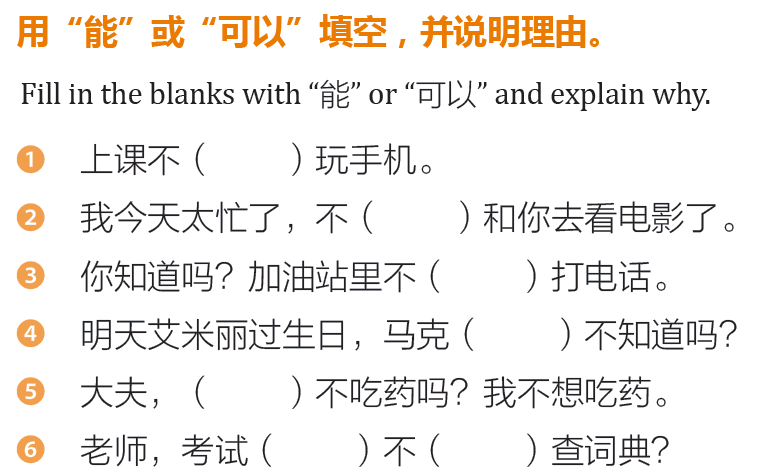 用“能”或“可以”填空，并说明理由。
Fill in the blanks with “能” or “可以” and explain why.
1 上课不（　　）玩手机。
2 我今天太忙了，不（　　）和你去看电影了。
3 你知道吗？加油站里不（　　）打电话。
4 明天艾米丽过生日，马克（　　）不知道吗？
5 大夫，（　　）不吃药吗？我不想吃药。
6 老师，考试（　　）不（　　）查词典？